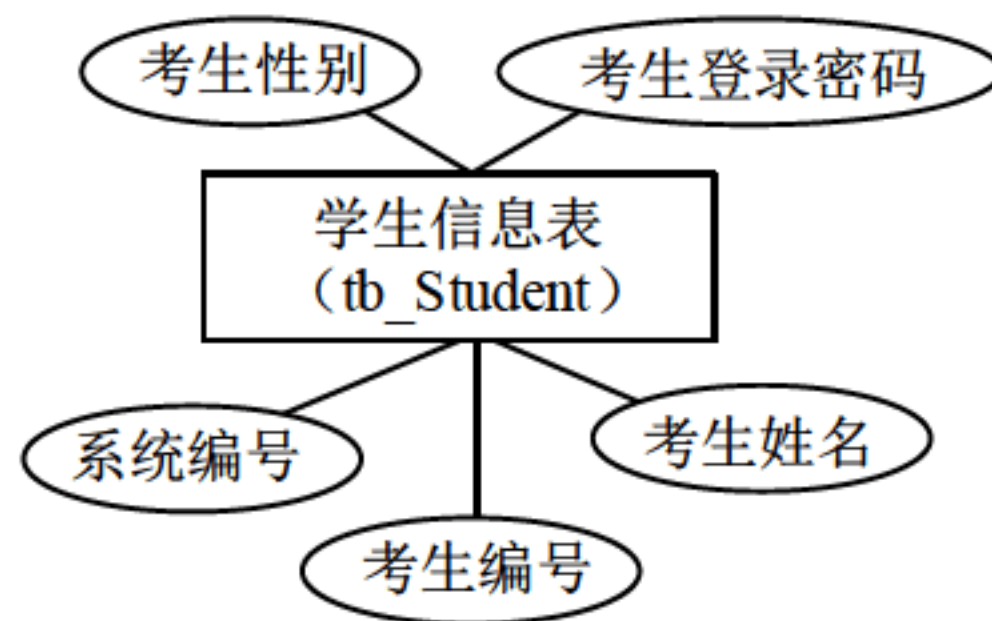 考生性别
考生登录密码
学生信息表
（tb_Student）
系统编号
考生姓名
考生编号